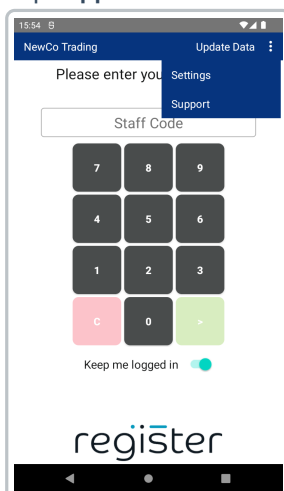 15:54
NewCo Trading Update Data
Please enter you
Settings
Support
Staff Code
7 8 9
4 5 6
1 2 3
C 0 >
Keep me logged in
register